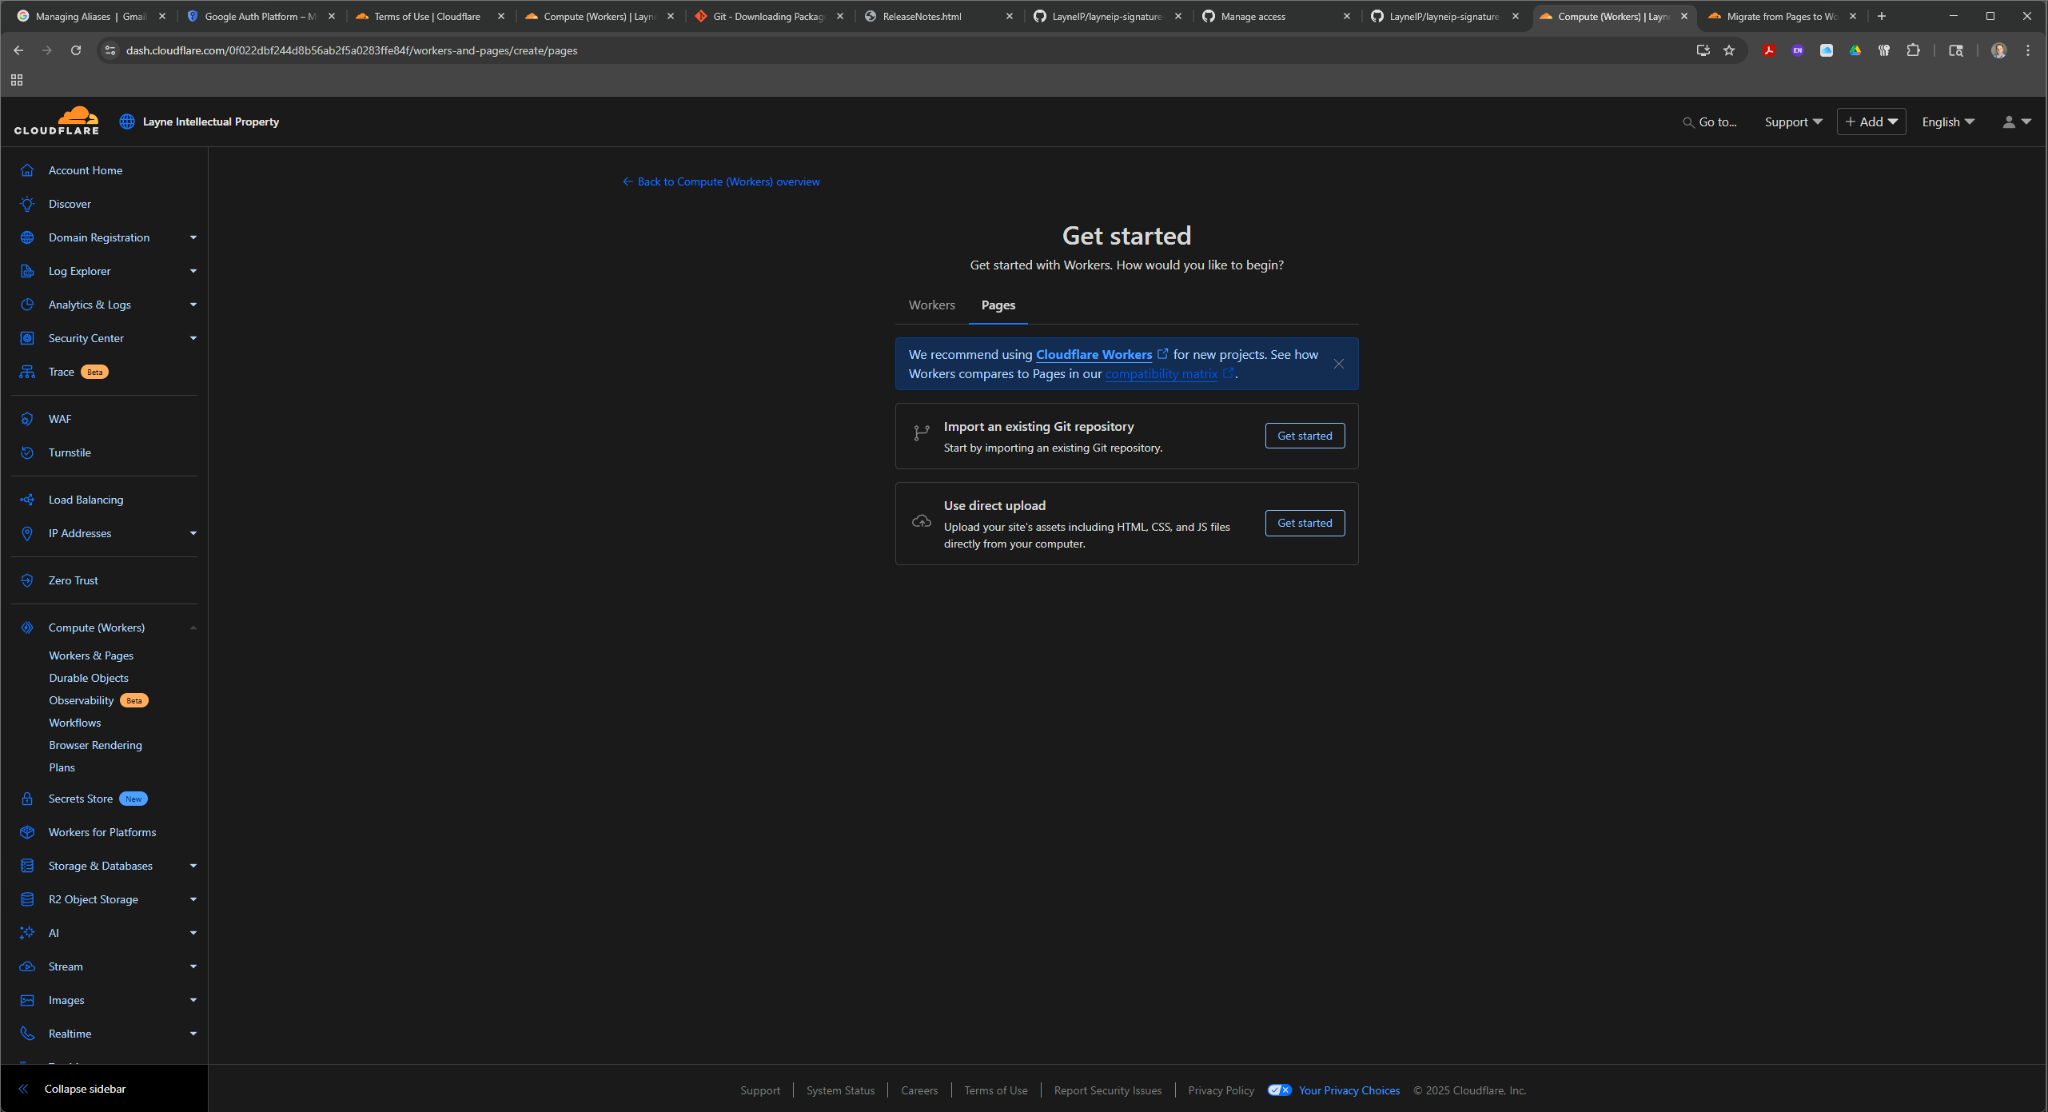 Managing Aliases | Gmail
Google Auth Platform – M
Terms of Use | Cloudflare
Compute (Workers) | Layn
Git - Downloading Packag
ReleaseNotes.html
LayneIP/layneip-signature
Manage access
LayneIP/layneip-signature
Compute (Workers) | Layn
Migrate from Pages to Wo
dash.cloudflare.com/0f022dbf244d8b56ab2f5a0283ffe84f/workers-and-pages/create/pages
EN
CLOUDFLARE
Layne Intellectual Property
Go to...
Support
+ Add
English
Account Home
Discover
Domain Registration
Log Explorer
Analytics & Logs
Security Center
Trace Beta
WAF
Turnstile
Load Balancing
IP Addresses
Zero Trust
Compute (Workers)
Workers & Pages
Durable Objects
Observability Beta
Workflows
Browser Rendering
Plans
Secrets Store New
Workers for Platforms
Storage & Databases
R2 Object Storage
AI
Stream
Images
Realtime
Collapse sidebar
← Back to Compute (Workers) overview
Get started
Get started with Workers. How would you like to begin?
Workers
Pages
We recommend using Cloudflare Workers for new projects. See how
Workers compares to Pages in our compatibility matrix .
Import an existing Git repository
Start by importing an existing Git repository.
Get started
Use direct upload
Upload your site's assets including HTML, CSS, and JS files
directly from your computer.
Get started
Support
System Status
Careers
Terms of Use
Report Security Issues
Privacy Policy
Your Privacy Choices
© 2025 Cloudflare, Inc.